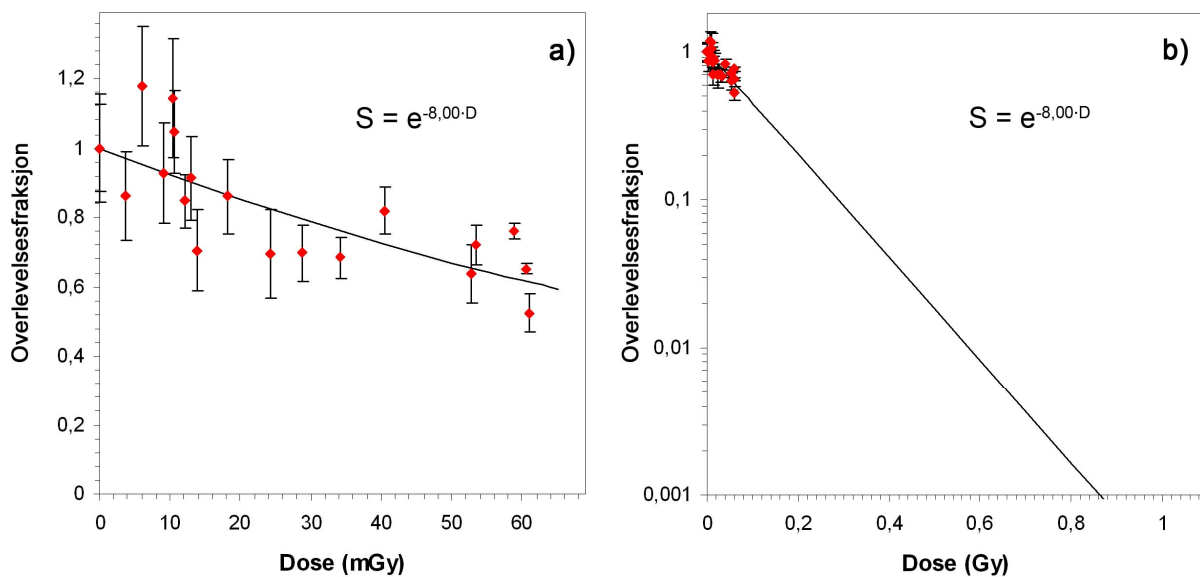 a)
S = e^-8,00·D
Overlevelsesfraksjon
1,2
1
0,8
0,6
0,4
0,2
0
0 10 20 30 40 50 60
Dose (mGy)
b)
S = e^-8,00·D
Overlevelsesfraksjon
1
0,1
0,01
0,001
0 0,2 0,4 0,6 0,8 1
Dose (Gy)